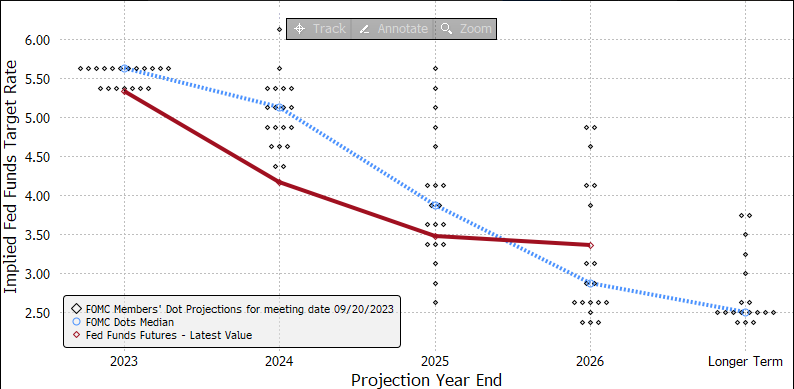 Track Annotate Zoom
6.00
5.50
5.00
4.50
4.00
3.50
3.00
2.50
Implied Fed Funds Target Rate
FOMC Members' Dot Projections for meeting date 09/20/2023
FOMC Dots Median
Fed Funds Futures - Latest Value
2023 2024 2025 2026 Longer Term
Projection Year End